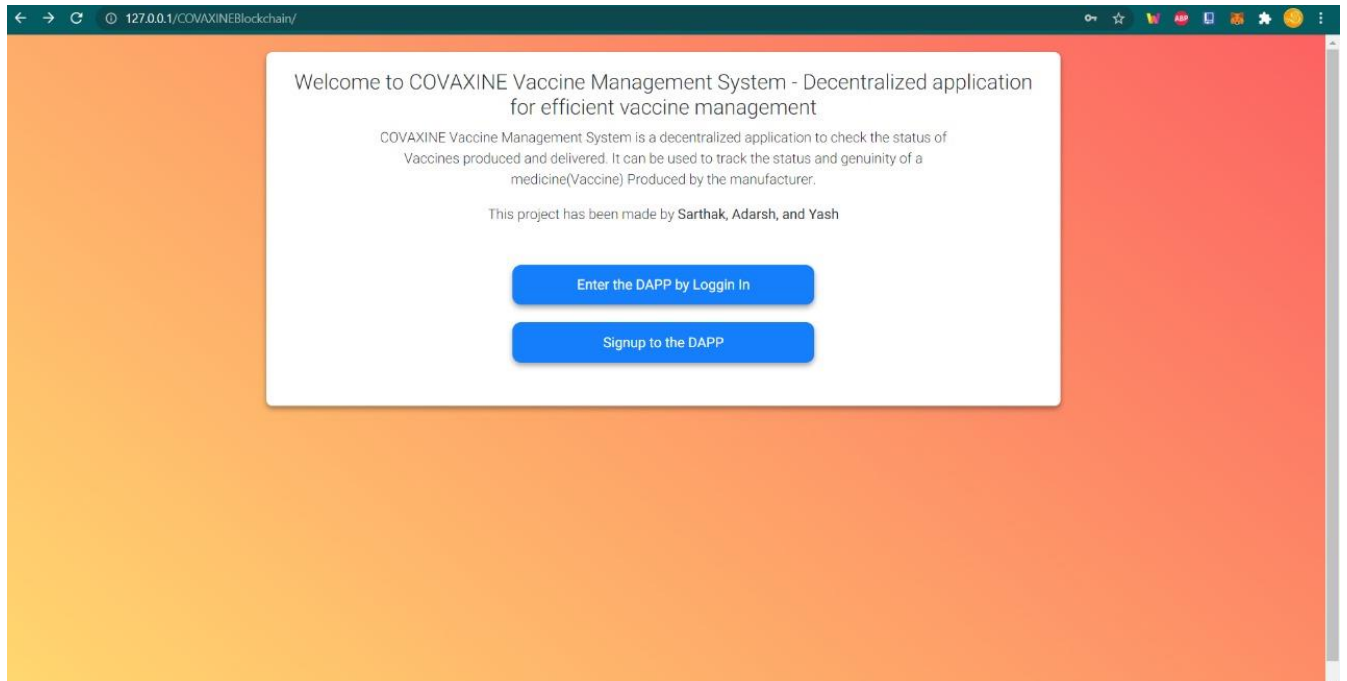 127.0.0.1/COVAXINEBlockchain/
ABP
Welcome to COVAXINE Vaccine Management System - Decentralized application
for efficient vaccine management
COVAXINE Vaccine Management System is a decentralized application to check the status of
Vaccines produced and delivered. It can be used to track the status and genuinity of a
medicine(Vaccine) Produced by the manufacturer.
This project has been made by Sarthak, Adarsh, and Yash
Enter the DAPP by Loggin In
Signup to the DAPP